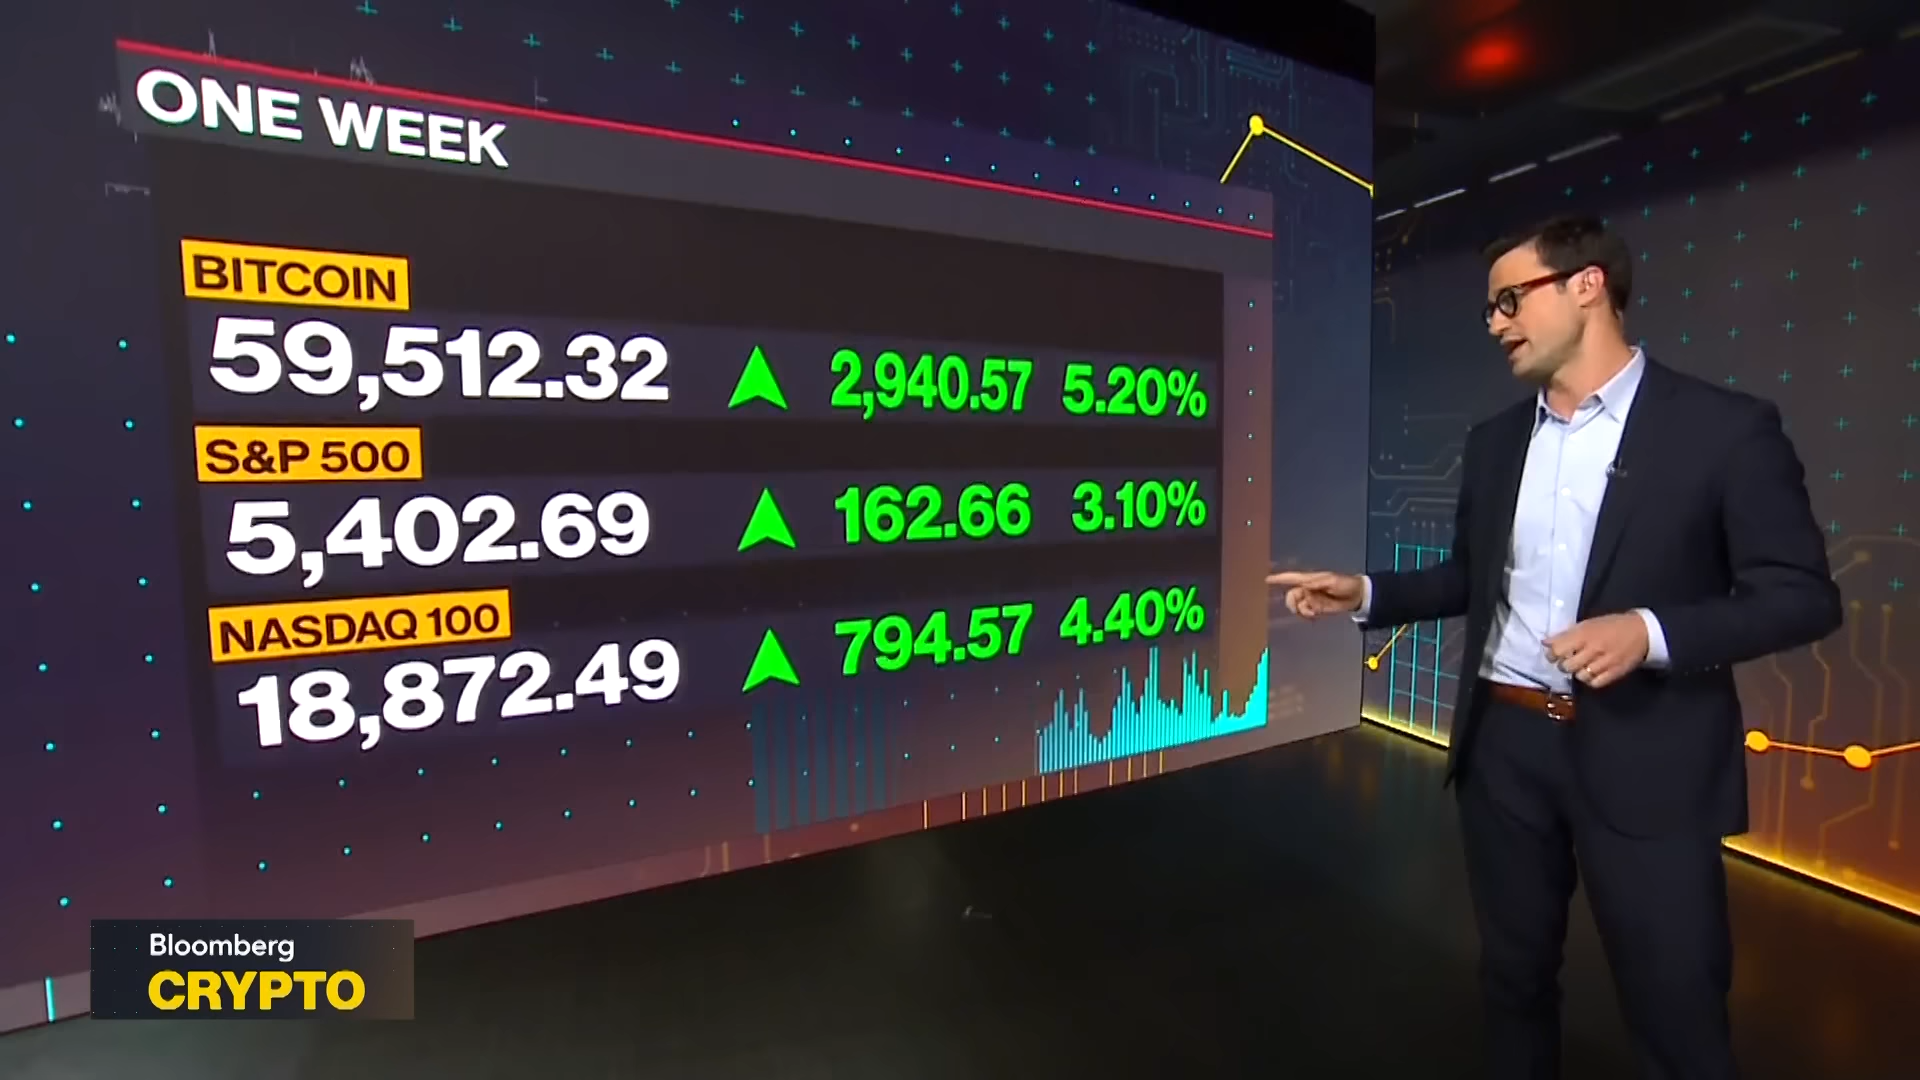 ONE WEEK
BITCOIN
59,512.32 ▲ 2,940.57 5.20%
S&P 500
5,402.69 ▲ 162.66 3.10%
NASDAQ 100
18,872.49 ▲ 794.57 4.40%
Bloomberg
CRYPTO